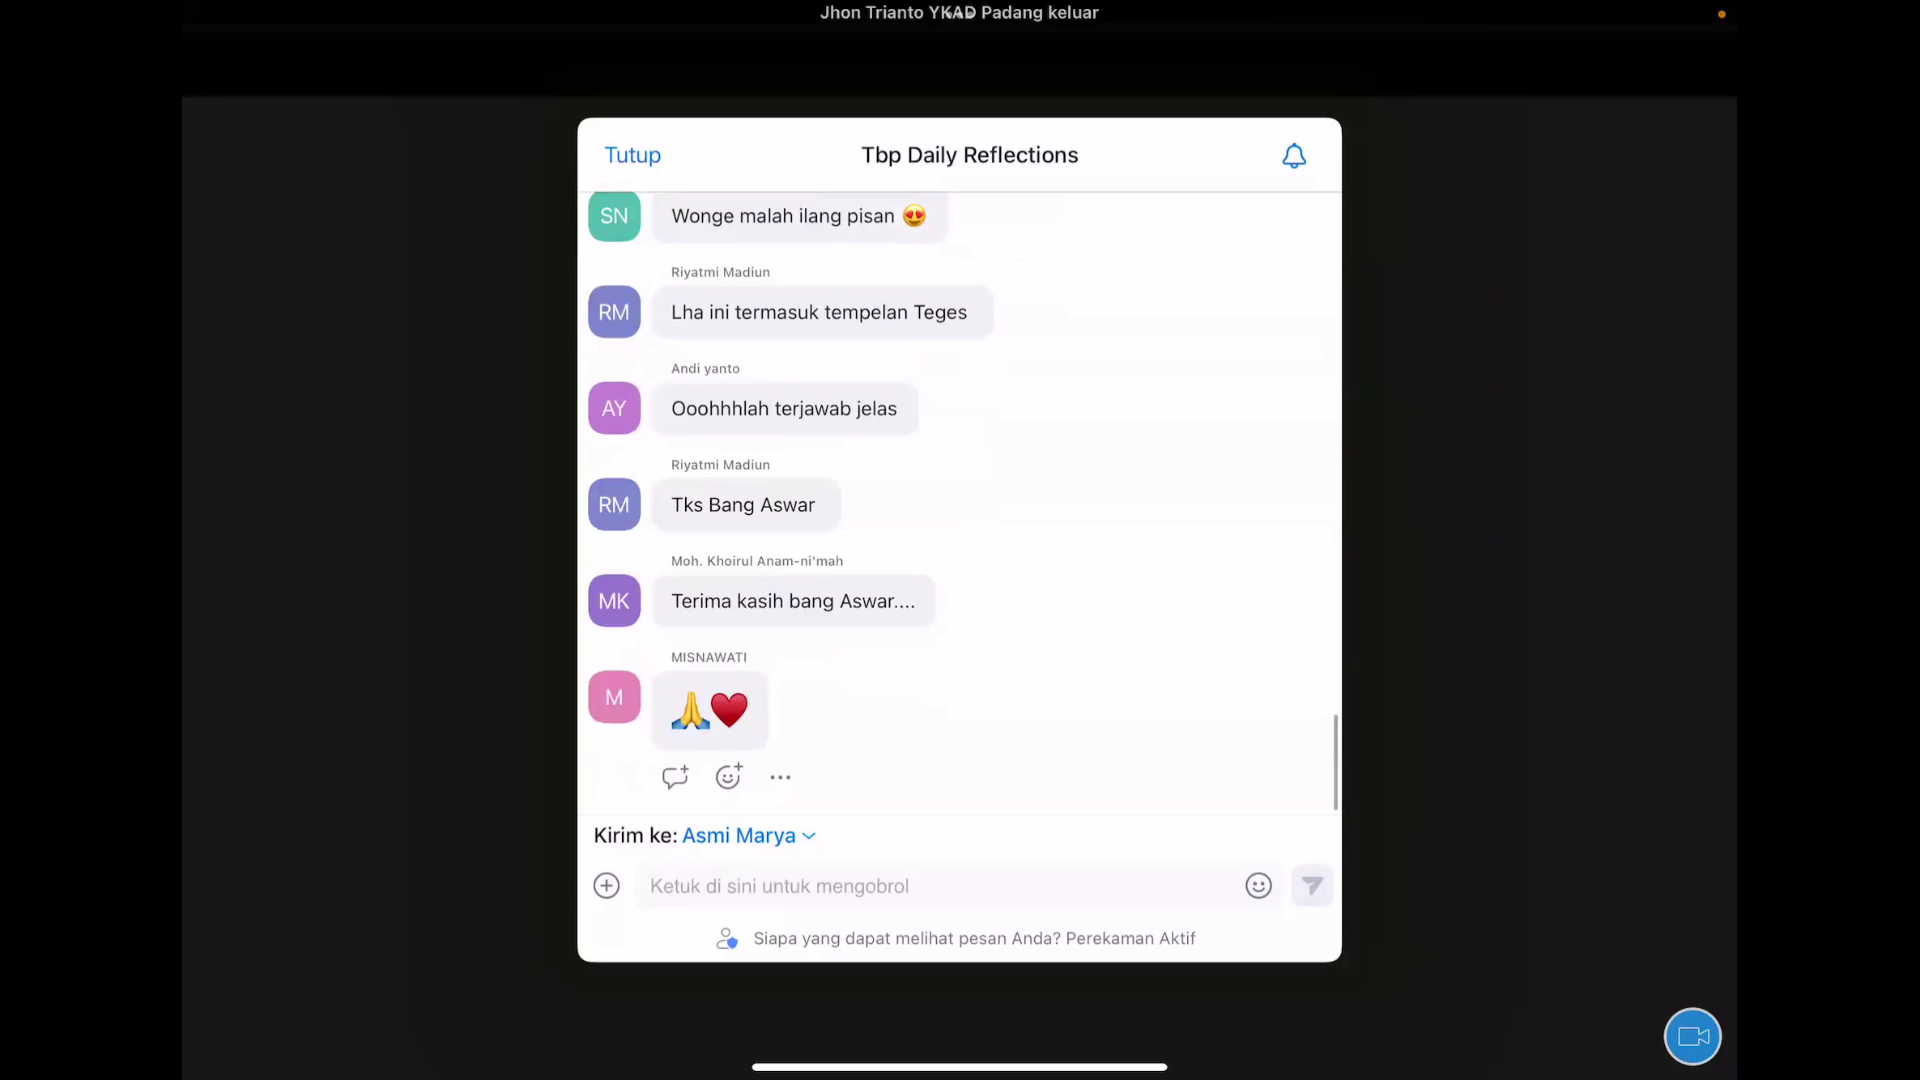 Jhon Trianto YKAD Padang keluar
Tutup
Tbp Daily Reflections
SN
Wonge malah ilang pisan 😍
Riyatmi Madiun
RM
Lha ini termasuk tempelan Teges
Andi yanto
AY
Ooohhhlah terjawab jelas
Riyatmi Madiun
RM
Tks Bang Aswar
Moh. Khoirul Anam-ni'mah
MK
Terima kasih bang Aswar....
MISNAWATI
M
🙏♥️
Kirim ke: Asmi Marya
Ketuk di sini untuk mengobrol
Siapa yang dapat melihat pesan Anda? Perekaman Aktif